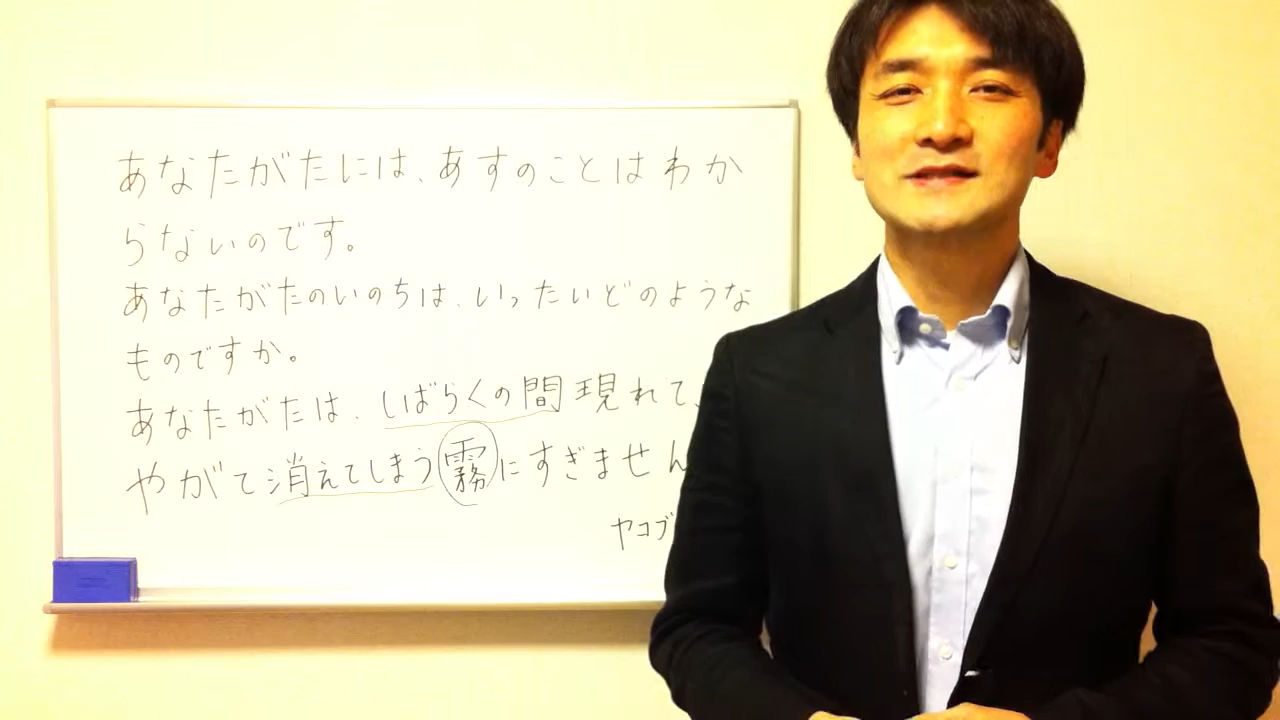 あなたがたには、あすのことはわか
らないのです。
あなたがたのいのちは、いったいどのような
ものですか。
あなたがたは、しばらくの間現れて、
やがて消えてしまう霧にすぎません
ヤコブ